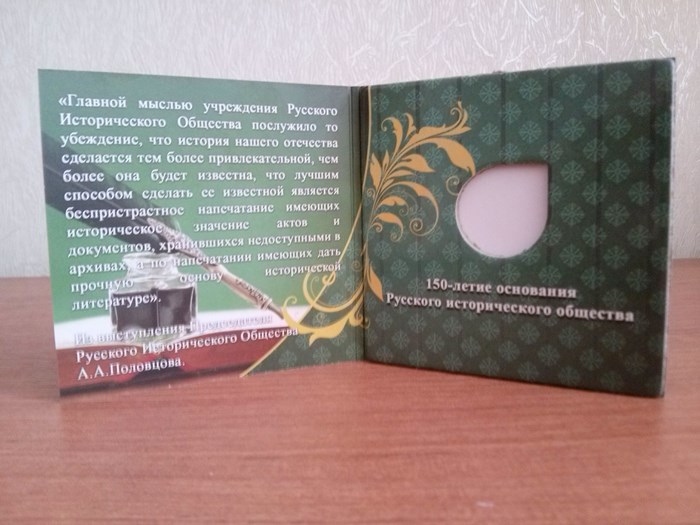 «Главной мыслью учреждения Русского
Исторического Общества послужило то
убеждение, что история нашего отечества
сделается тем более привлекательной, чем
более она будет известна, что лучшим
способом сделать ее известной является
беспристрастное напечатание имеющих
историческое значение актов и
документов, хранившихся недоступными в
архивах, а по напечатании имеющих дать
прочную основу исторической
литературе».
Из выступления Председателя
Русского Исторического Общества
А.А.Половцова.
150-летие основания
Русского исторического общества